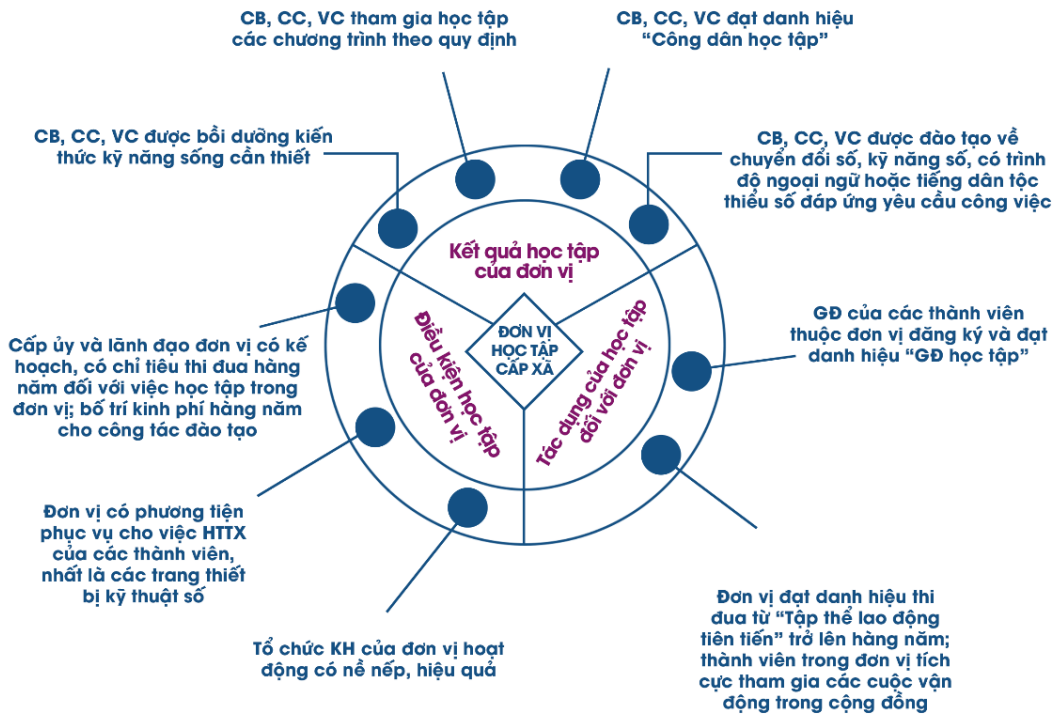 CB, CC, VC tham gia học tập
các chương trình theo quy định
CB, CC, VC đạt danh hiệu
“Công dân học tập”
CB, CC, VC được bồi dưỡng kiến
thức kỹ năng sống cần thiết
CB, CC, VC được đào tạo về
chuyển đổi số, kỹ năng số, có trình
độ ngoại ngữ hoặc tiếng dân tộc
thiểu số đáp ứng yêu cầu công việc
Kết quả học tập
của đơn vị
Điều kiện học tập
của đơn vị
ĐƠN VỊ
HỌC TẬP
CẤP XÃ
Tác dụng của học tập
đối với đơn vị
GĐ của các thành viên
thuộc đơn vị đăng ký và đạt
danh hiệu “GĐ học tập”
Cấp ủy và lãnh đạo đơn vị có kế
hoạch, có chỉ tiêu thi đua hàng
năm đối với việc học tập trong
đơn vị; bố trí kinh phí hàng năm
cho công tác đào tạo
Đơn vị có phương tiện
phục vụ cho việc HTTX
của các thành viên,
nhất là các trang thiết
bị kỹ thuật số
Tổ chức KH của đơn vị hoạt
động có nề nếp, hiệu quả
Đơn vị đạt danh hiệu thi
đua từ “Tập thể lao động
tiên tiến” trở lên hàng năm;
thành viên trong đơn vị tích
cực tham gia các cuộc vận
động trong cộng đồng